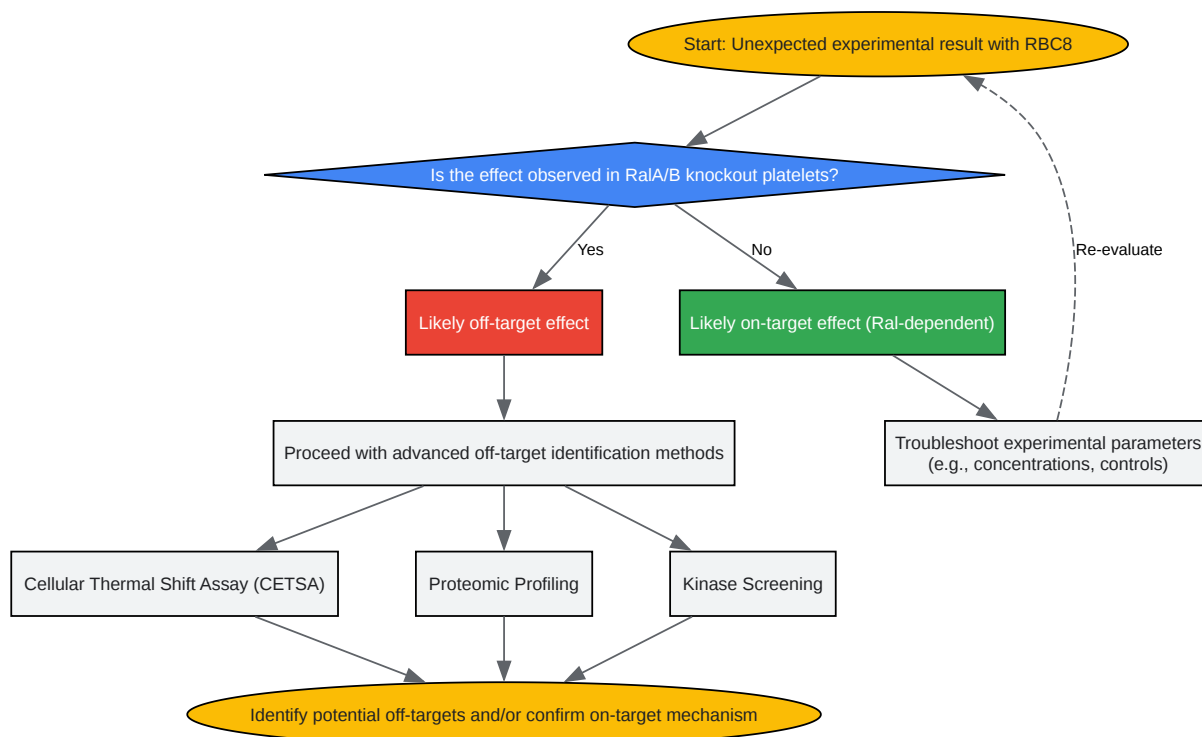 Start: Unexpected experimental result with RBC8
Is the effect observed in RalA/B knockout platelets?
Yes
No
Re-evaluate
Likely off-target effect
Likely on-target effect (Ral-dependent)
Proceed with advanced off-target identification methods
Troubleshoot experimental parameters
(e.g., concentrations, controls)
Cellular Thermal Shift Assay (CETSA)
Proteomic Profiling
Kinase Screening
Identify potential off-targets and/or confirm on-target mechanism